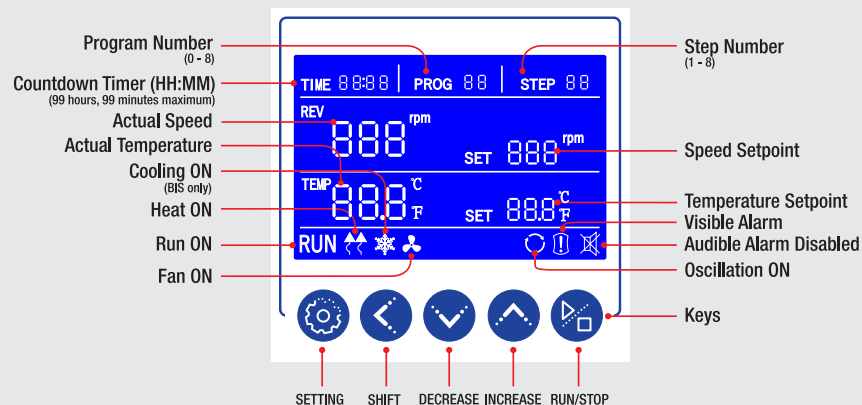 Program Number
(0 - 8)
Step Number
(1 - 8)
Countdown Timer (HH:MM)
(99 hours, 99 minutes maximum)
TIME 88:88 PROG 88 STEP 88
Actual Speed
REV 888 rpm
SET 888 rpm
Speed Setpoint
Actual Temperature
TEMP 88.8 °C °F
SET 88.8 °C °F
Temperature Setpoint
Cooling ON
(BIS only)
Visible Alarm
Heat ON
Run ON
RUN
Audible Alarm Disabled
Fan ON
Oscillation ON
Keys
SETTING SHIFT DECREASE INCREASE RUN/STOP